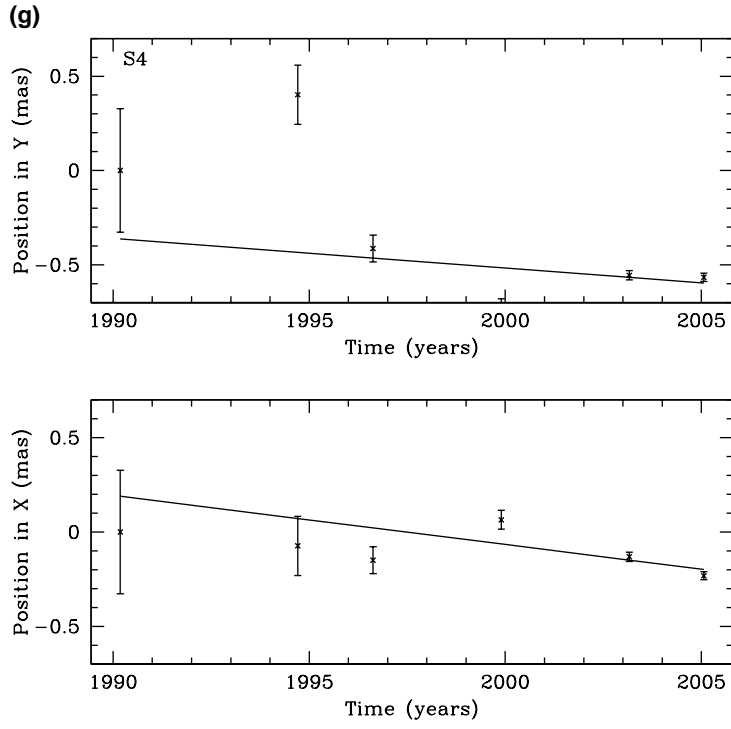 (g)
S4
Position in Y (mas)
0.5
0
−0.5
1990 1995 2000 2005
Time (years)
Position in X (mas)
0.5
0
−0.5
1990 1995 2000 2005
Time (years)